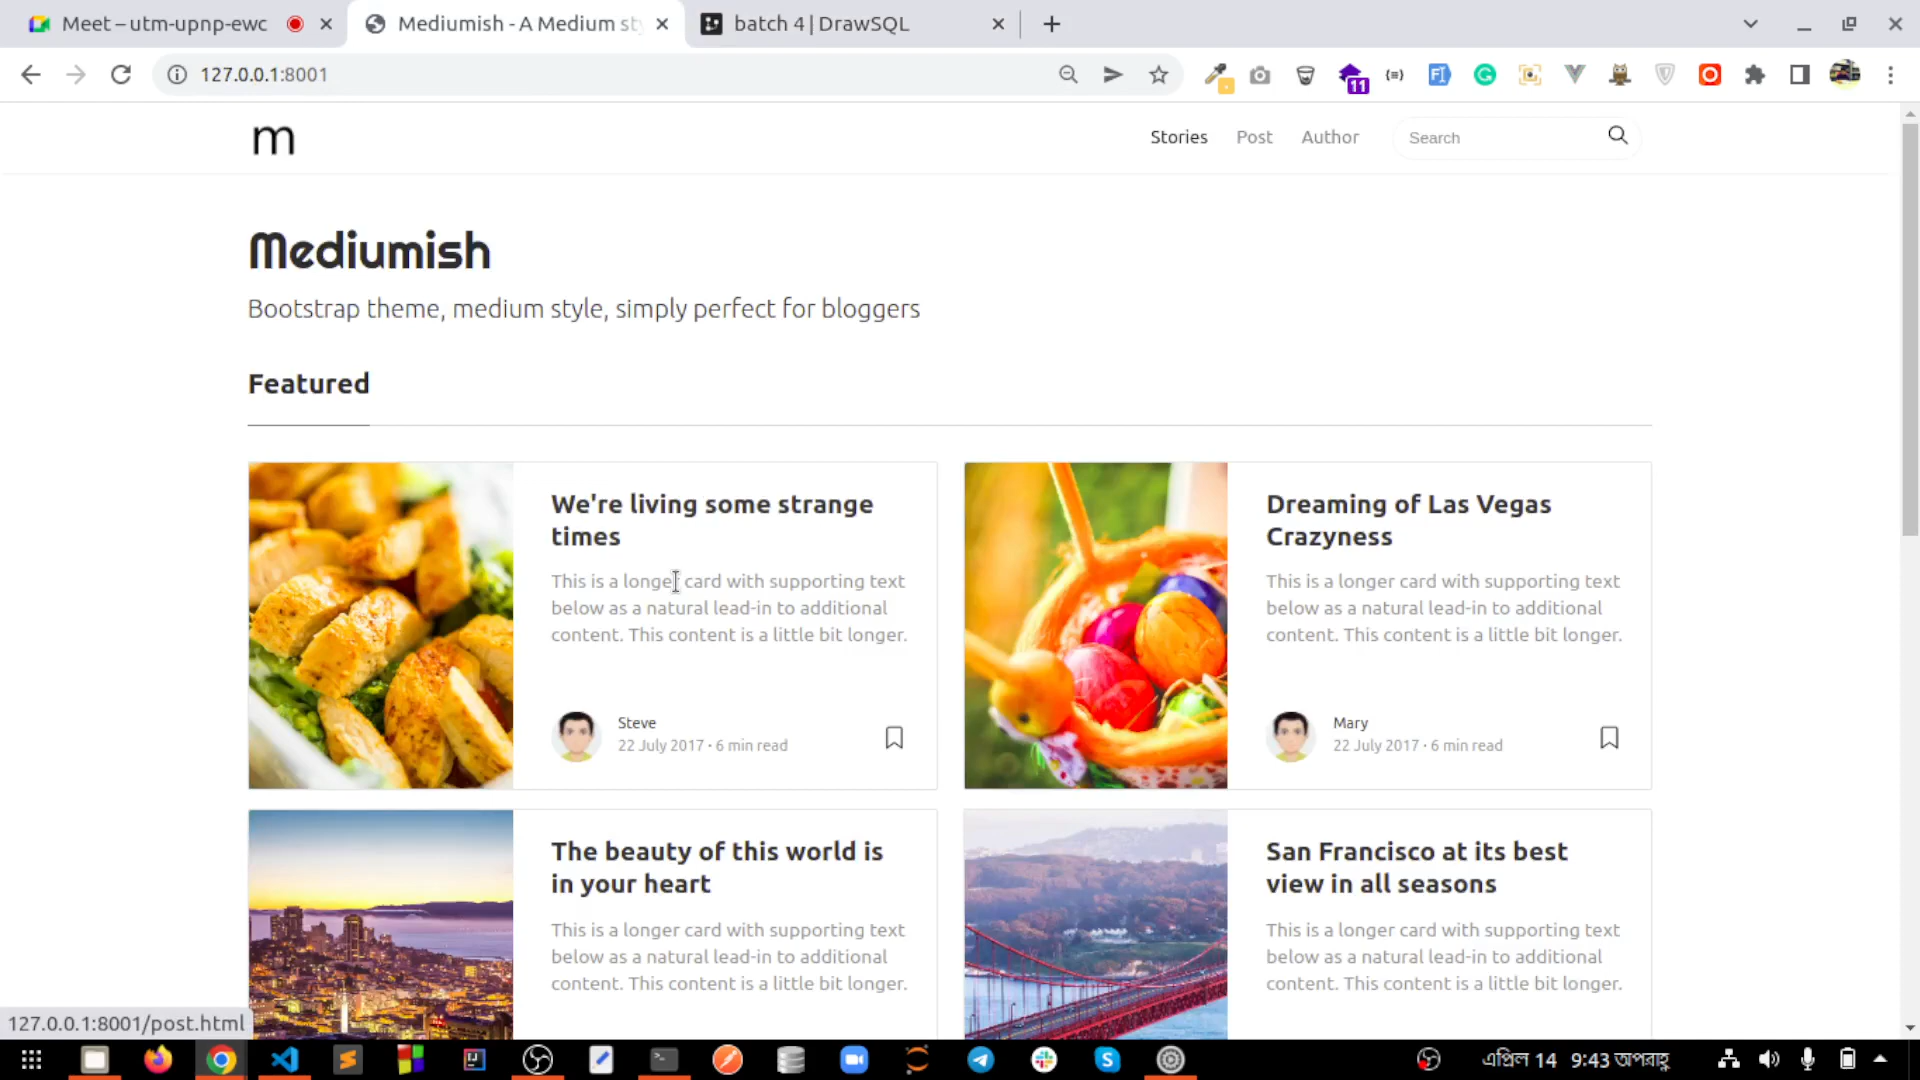 Meet – utm-upnp-ewc
Mediumish - A Medium st
batch 4 | DrawSQL
127.0.0.1:8001
11
m
Stories
Post
Author
Search
Mediumish
Bootstrap theme, medium style, simply perfect for bloggers
Featured
We're living some strange
times
This is a longer card with supporting text
below as a natural lead-in to additional
content. This content is a little bit longer.
Steve
22 July 2017 · 6 min read
Dreaming of Las Vegas
Crazyness
This is a longer card with supporting text
below as a natural lead-in to additional
content. This content is a little bit longer.
Mary
22 July 2017 · 6 min read
The beauty of this world is
in your heart
This is a longer card with supporting text
below as a natural lead-in to additional
content. This content is a little bit longer.
San Francisco at its best
view in all seasons
This is a longer card with supporting text
below as a natural lead-in to additional
content. This content is a little bit longer.
127.0.0.1:8001/post.html
এপ্রিল 14 9:43 অপরাহ্ণ